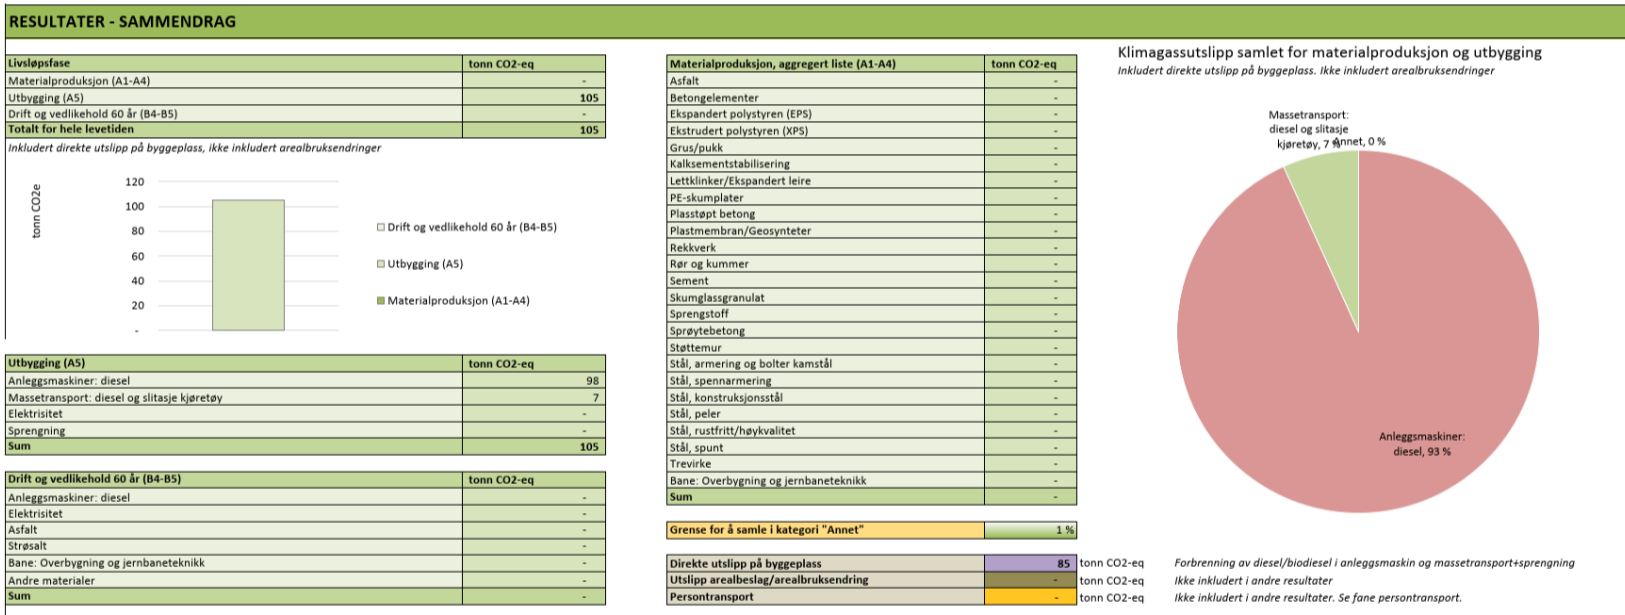 RESULTATER - SAMMENDRAG
Livsløpsfase tonn CO2-eq
Materialproduksjon (A1-A4) -
Utbygging (A5) 105
Drift og vedlikehold 60 år (B4-B5) -
Totalt for hele levetiden 105
Inkludert direkte utslipp på byggeplass, ikke inkludert arealbruksendringer
tonn CO2e
120
100
80
60
40
20
-
Drift og vedlikehold 60 år (B4-B5)
Utbygging (A5)
Materialproduksjon (A1-A4)
Utbygging (A5) tonn CO2-eq
Anleggsmaskiner: diesel 98
Massetransport: diesel og slitasje kjøretøy 7
Elektrisitet -
Sprengning -
Sum 105
Drift og vedlikehold 60 år (B4-B5) tonn CO2-eq
Anleggsmaskiner: diesel -
Elektrisitet -
Asfalt -
Strøsalt -
Bane: Overbygning og jernbaneteknikk -
Andre materialer -
Sum -
Materialproduksjon, aggregert liste (A1-A4) tonn CO2-eq
Asfalt -
Betongelementer -
Ekspandert polystyren (EPS) -
Ekstrudert polystyren (XPS) -
Grus/pukk -
Kalksementstabilisering -
Lettklinker/Ekspandert leire -
PE-skumplater -
Plasstøpt betong -
Plastmembran/Geosynteter -
Rekkverk -
Rør og kummer -
Sement -
Skumglassgranulat -
Sprengstoff -
Sprøytebetong -
Støttemur -
Stål, armering og bolter kamstål -
Stål, spennarmering -
Stål, konstruksjonsstål -
Stål, peler -
Stål, rustfritt/høykvalitet -
Stål, spunt -
Trevirke -
Bane: Overbygning og jernbaneteknikk -
Sum -
Grense for å samle i kategori "Annet" 1 %
Direkte utslipp på byggeplass 85 tonn CO2-eq Forbrenning av diesel/biodiesel i anleggsmaskin og massetransport+sprengning
Utslipp arealbeslag/arealbruksendring - tonn CO2-eq Ikke inkludert i andre resultater
Persontransport - tonn CO2-eq Ikke inkludert i andre resultater. Se fane persontransport.
Klimagassutslipp samlet for materialproduksjon og utbygging
Inkludert direkte utslipp på byggeplass. Ikke inkludert arealbruksendringer
Massetransport:
diesel og slitasje
kjøretøy, 7 %
Annet, 0 %
Anleggsmaskiner:
diesel, 93 %